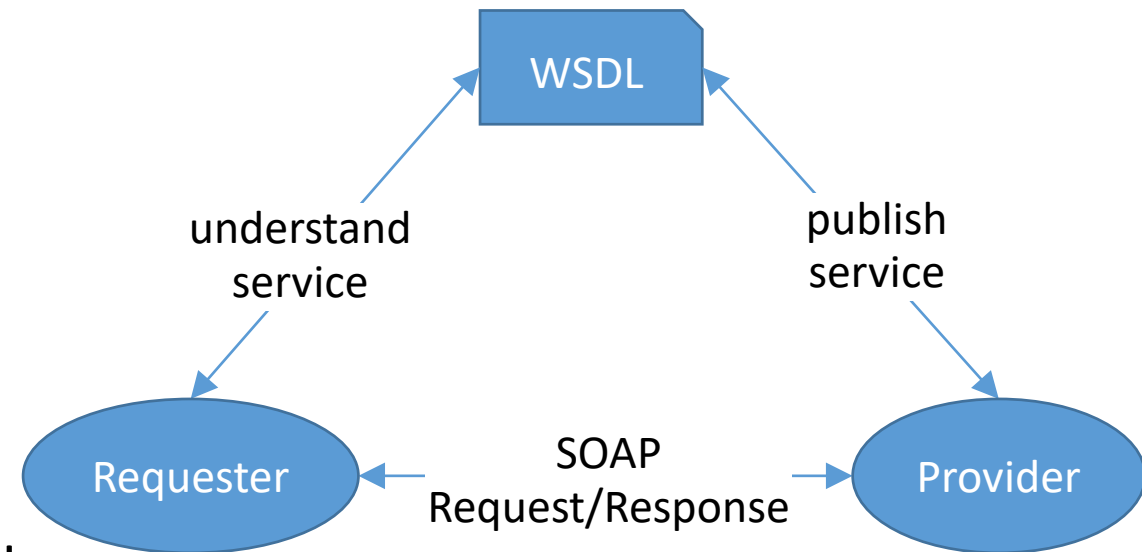 WSDL
understand
service
publish
service
Requester
SOAP
Request/Response
Provider